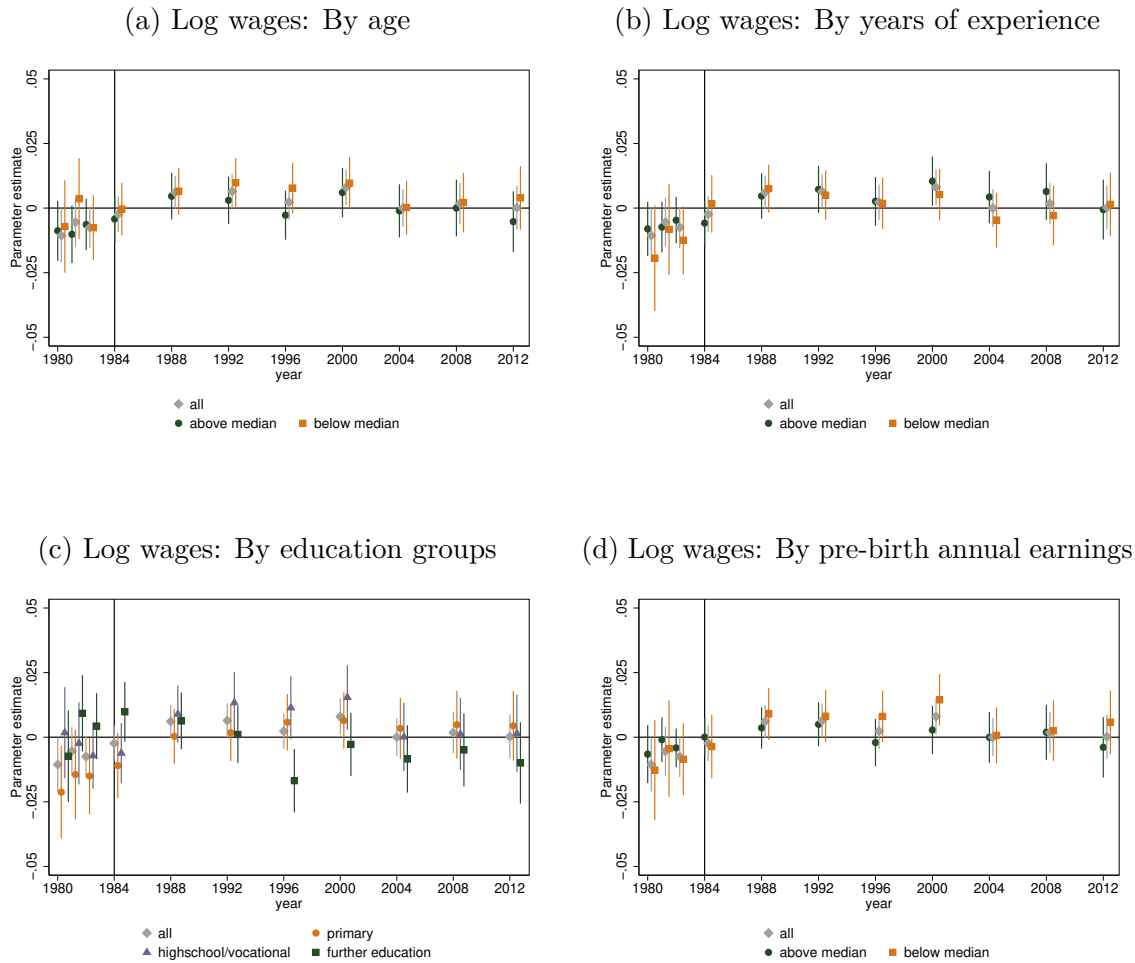 (a) Log wages: By age
Parameter estimate
.05
.025
0
-.025
-.05
1980 1984 1988 1992 1996 2000 2004 2008 2012
year
all
above median below median
(b) Log wages: By years of experience
Parameter estimate
.05
.025
0
-.025
-.05
1980 1984 1988 1992 1996 2000 2004 2008 2012
year
all
above median below median
(c) Log wages: By education groups
Parameter estimate
.05
.025
0
-.025
-.05
1980 1984 1988 1992 1996 2000 2004 2008 2012
year
all primary
highschool/vocational further education
(d) Log wages: By pre-birth annual earnings
Parameter estimate
.05
.025
0
-.025
-.05
1980 1984 1988 1992 1996 2000 2004 2008 2012
year
all
above median below median